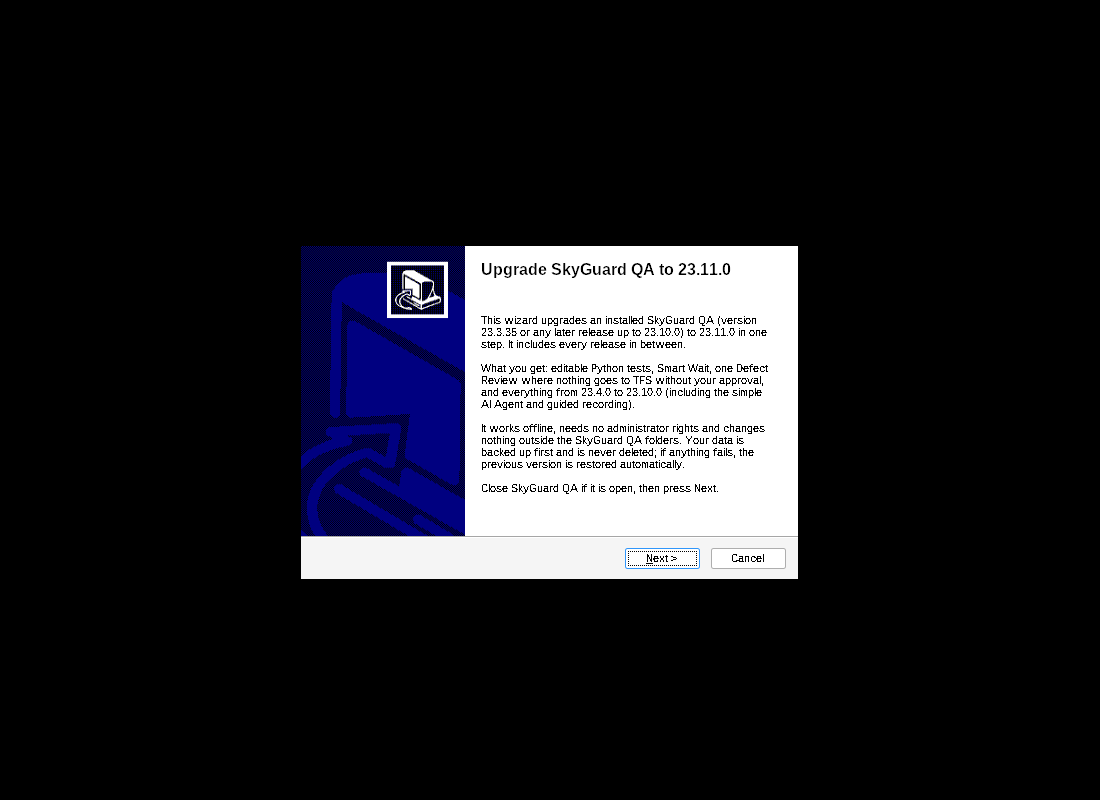 Upgrade SkyGuard QA to 23.11.0
This wizard upgrades an installed SkyGuard QA (version
23.3.35 or any later release up to 23.10.0) to 23.11.0 in one
step. It includes every release in between.
What you get: editable Python tests, Smart Wait, one Defect
Review where nothing goes to TFS without your approval,
and everything from 23.4.0 to 23.10.0 (including the simple
AI Agent and guided recording).
It works offline, needs no administrator rights and changes
nothing outside the SkyGuard QA folders. Your data is
backed up first and is never deleted; if anything fails, the
previous version is restored automatically.
Close SkyGuard QA if it is open, then press Next.
Next >
Cancel